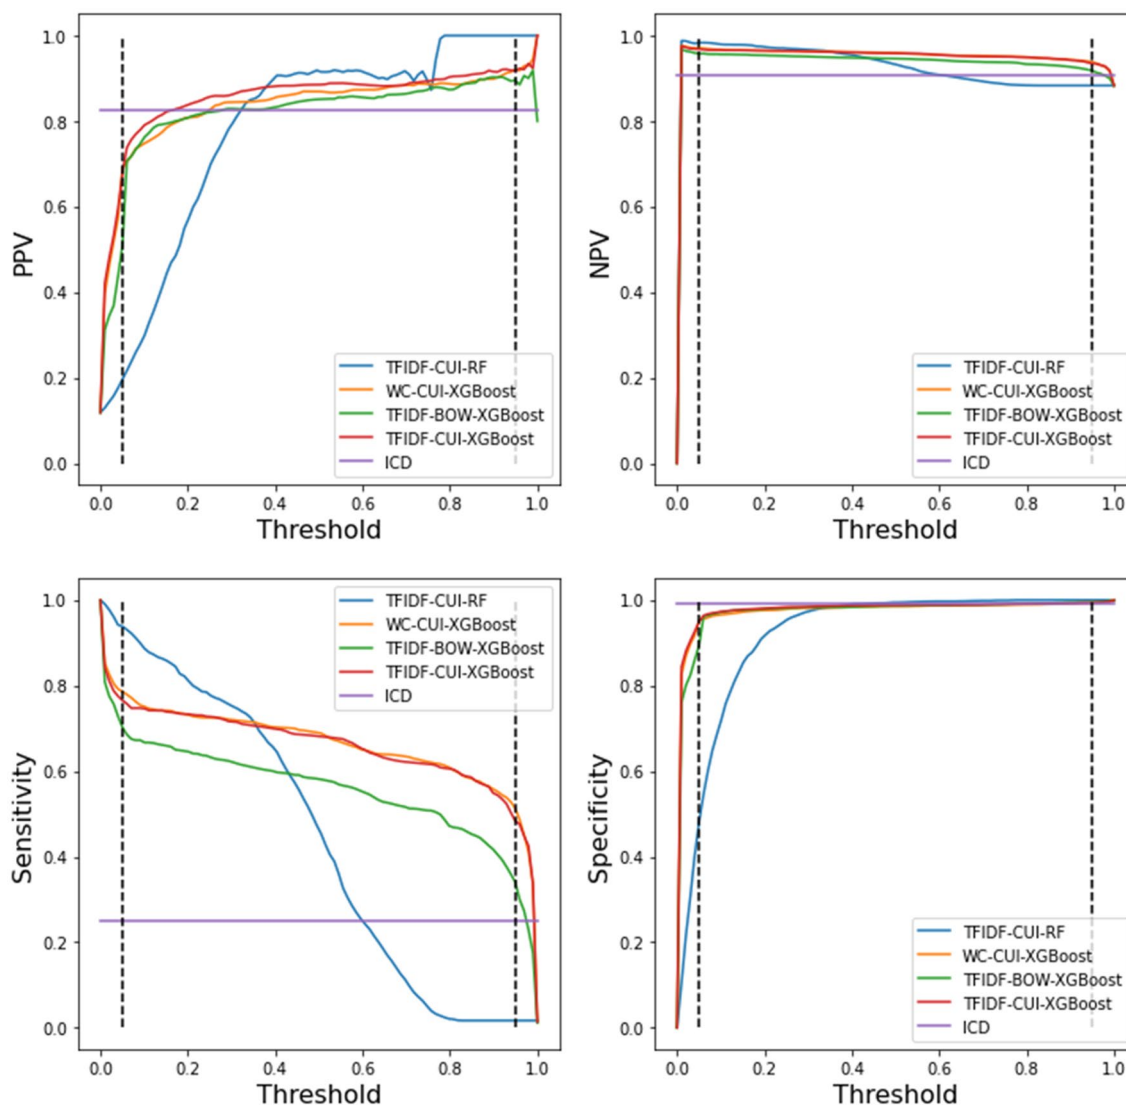 PPV
1.0
0.8
0.6
0.4
0.2
0.0
0.0 0.2 0.4 0.6 0.8 1.0
Threshold
TFIDF-CUI-RF
WC-CUI-XGBoost
TFIDF-BOW-XGBoost
TFIDF-CUI-XGBoost
ICD
NPV
1.0
0.8
0.6
0.4
0.2
0.0
0.0 0.2 0.4 0.6 0.8 1.0
Threshold
TFIDF-CUI-RF
WC-CUI-XGBoost
TFIDF-BOW-XGBoost
TFIDF-CUI-XGBoost
ICD
Sensitivity
1.0
0.8
0.6
0.4
0.2
0.0
0.0 0.2 0.4 0.6 0.8 1.0
Threshold
TFIDF-CUI-RF
WC-CUI-XGBoost
TFIDF-BOW-XGBoost
TFIDF-CUI-XGBoost
ICD
Specificity
1.0
0.8
0.6
0.4
0.2
0.0
0.0 0.2 0.4 0.6 0.8 1.0
Threshold
TFIDF-CUI-RF
WC-CUI-XGBoost
TFIDF-BOW-XGBoost
TFIDF-CUI-XGBoost
ICD